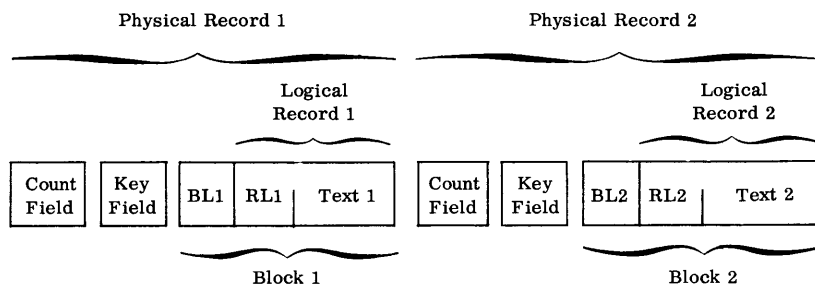 Physical Record 1
Physical Record 2
Logical
Record 1
Logical
Record 2
Count
Field
Key
Field
BL1
RL1
Text 1
Count
Field
Key
Field
BL2
RL2
Text 2
Block 1
Block 2